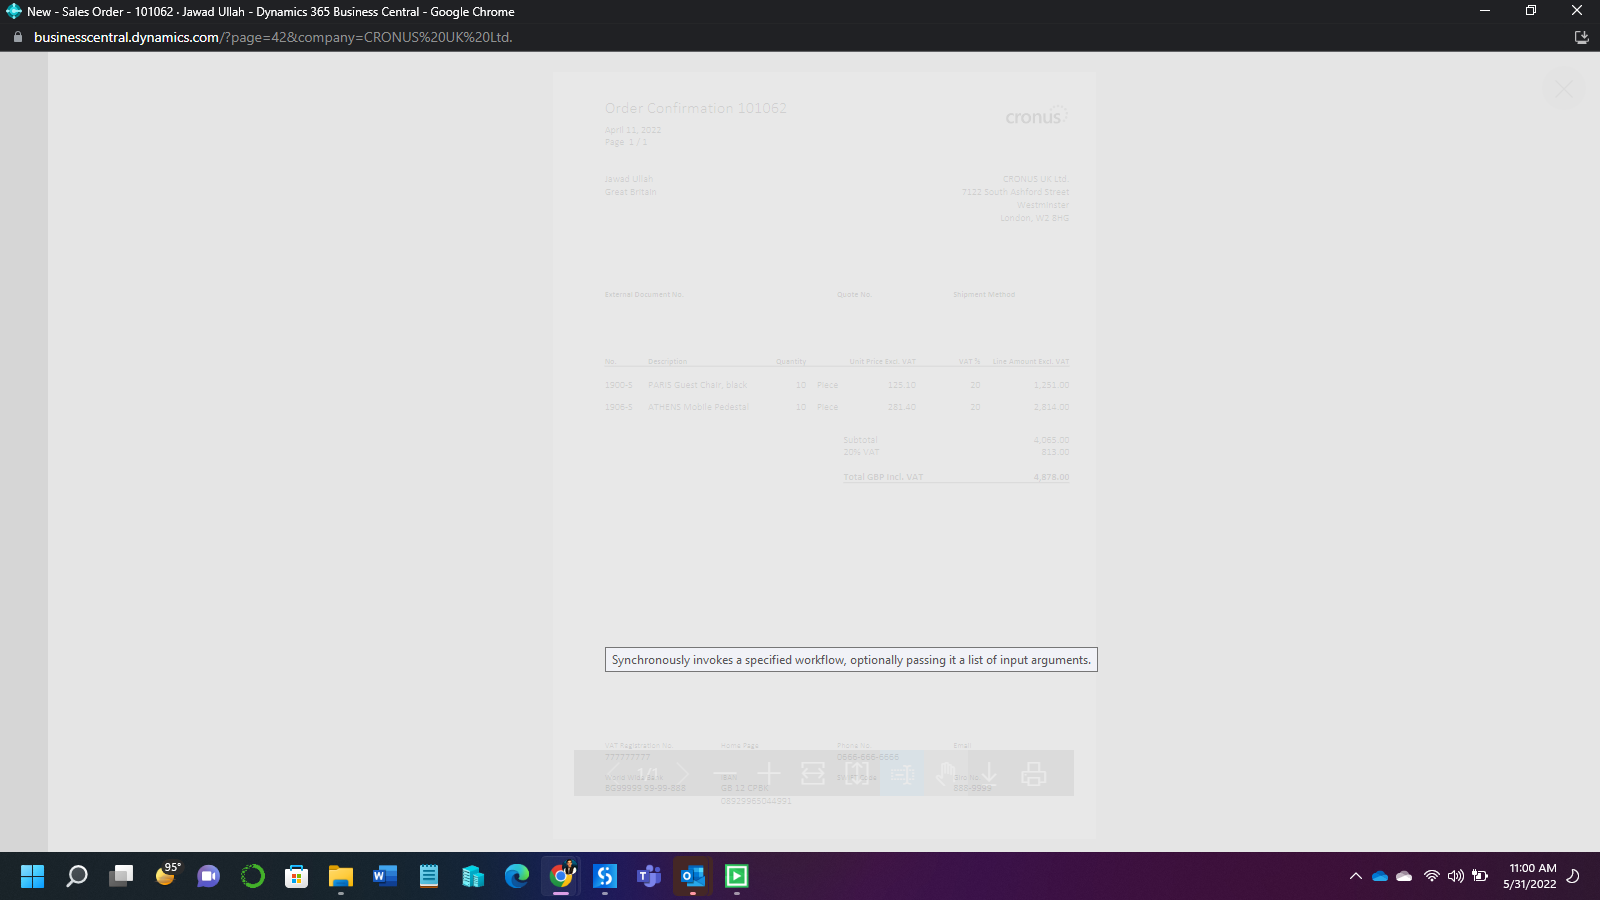 New - Sales Order - 101062 · Jawad Ullah - Dynamics 365 Business Central - Google Chrome
businesscentral.dynamics.com/?page=42&company=CRONUS%20UK%20Ltd.
Order Confirmation 101062
April 11, 2022
Page 1 / 1
cronus
Jawad Ullah
Great Britain
CRONUS UK Ltd.
7122 South Ashford Street
Westminster
London, W2 8HG
External Document No. Quote No. Shipment Method
No. Description Quantity Unit Price Excl. VAT VAT % Line Amount Excl. VAT
1900-S PARIS Guest Chair, black 10 Piece 125.10 20 1,251.00
1906-S ATHENS Mobile Pedestal 10 Piece 281.40 20 2,814.00
Subtotal 4,065.00
20% VAT 813.00
Total GBP Incl. VAT 4,878.00
Synchronously invokes a specified workflow, optionally passing it a list of input arguments.
VAT Registration No. Home Page Phone No. Email
777777777 0666-666-6666
1/1
IBAN
BG99999 99-99-888 GB 12 CPBK 888-9999
08929965044991
95°
11:00 AM
5/31/2022